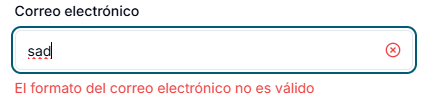 Correo electrónico
sad
El formato del correo electrónico no es válido